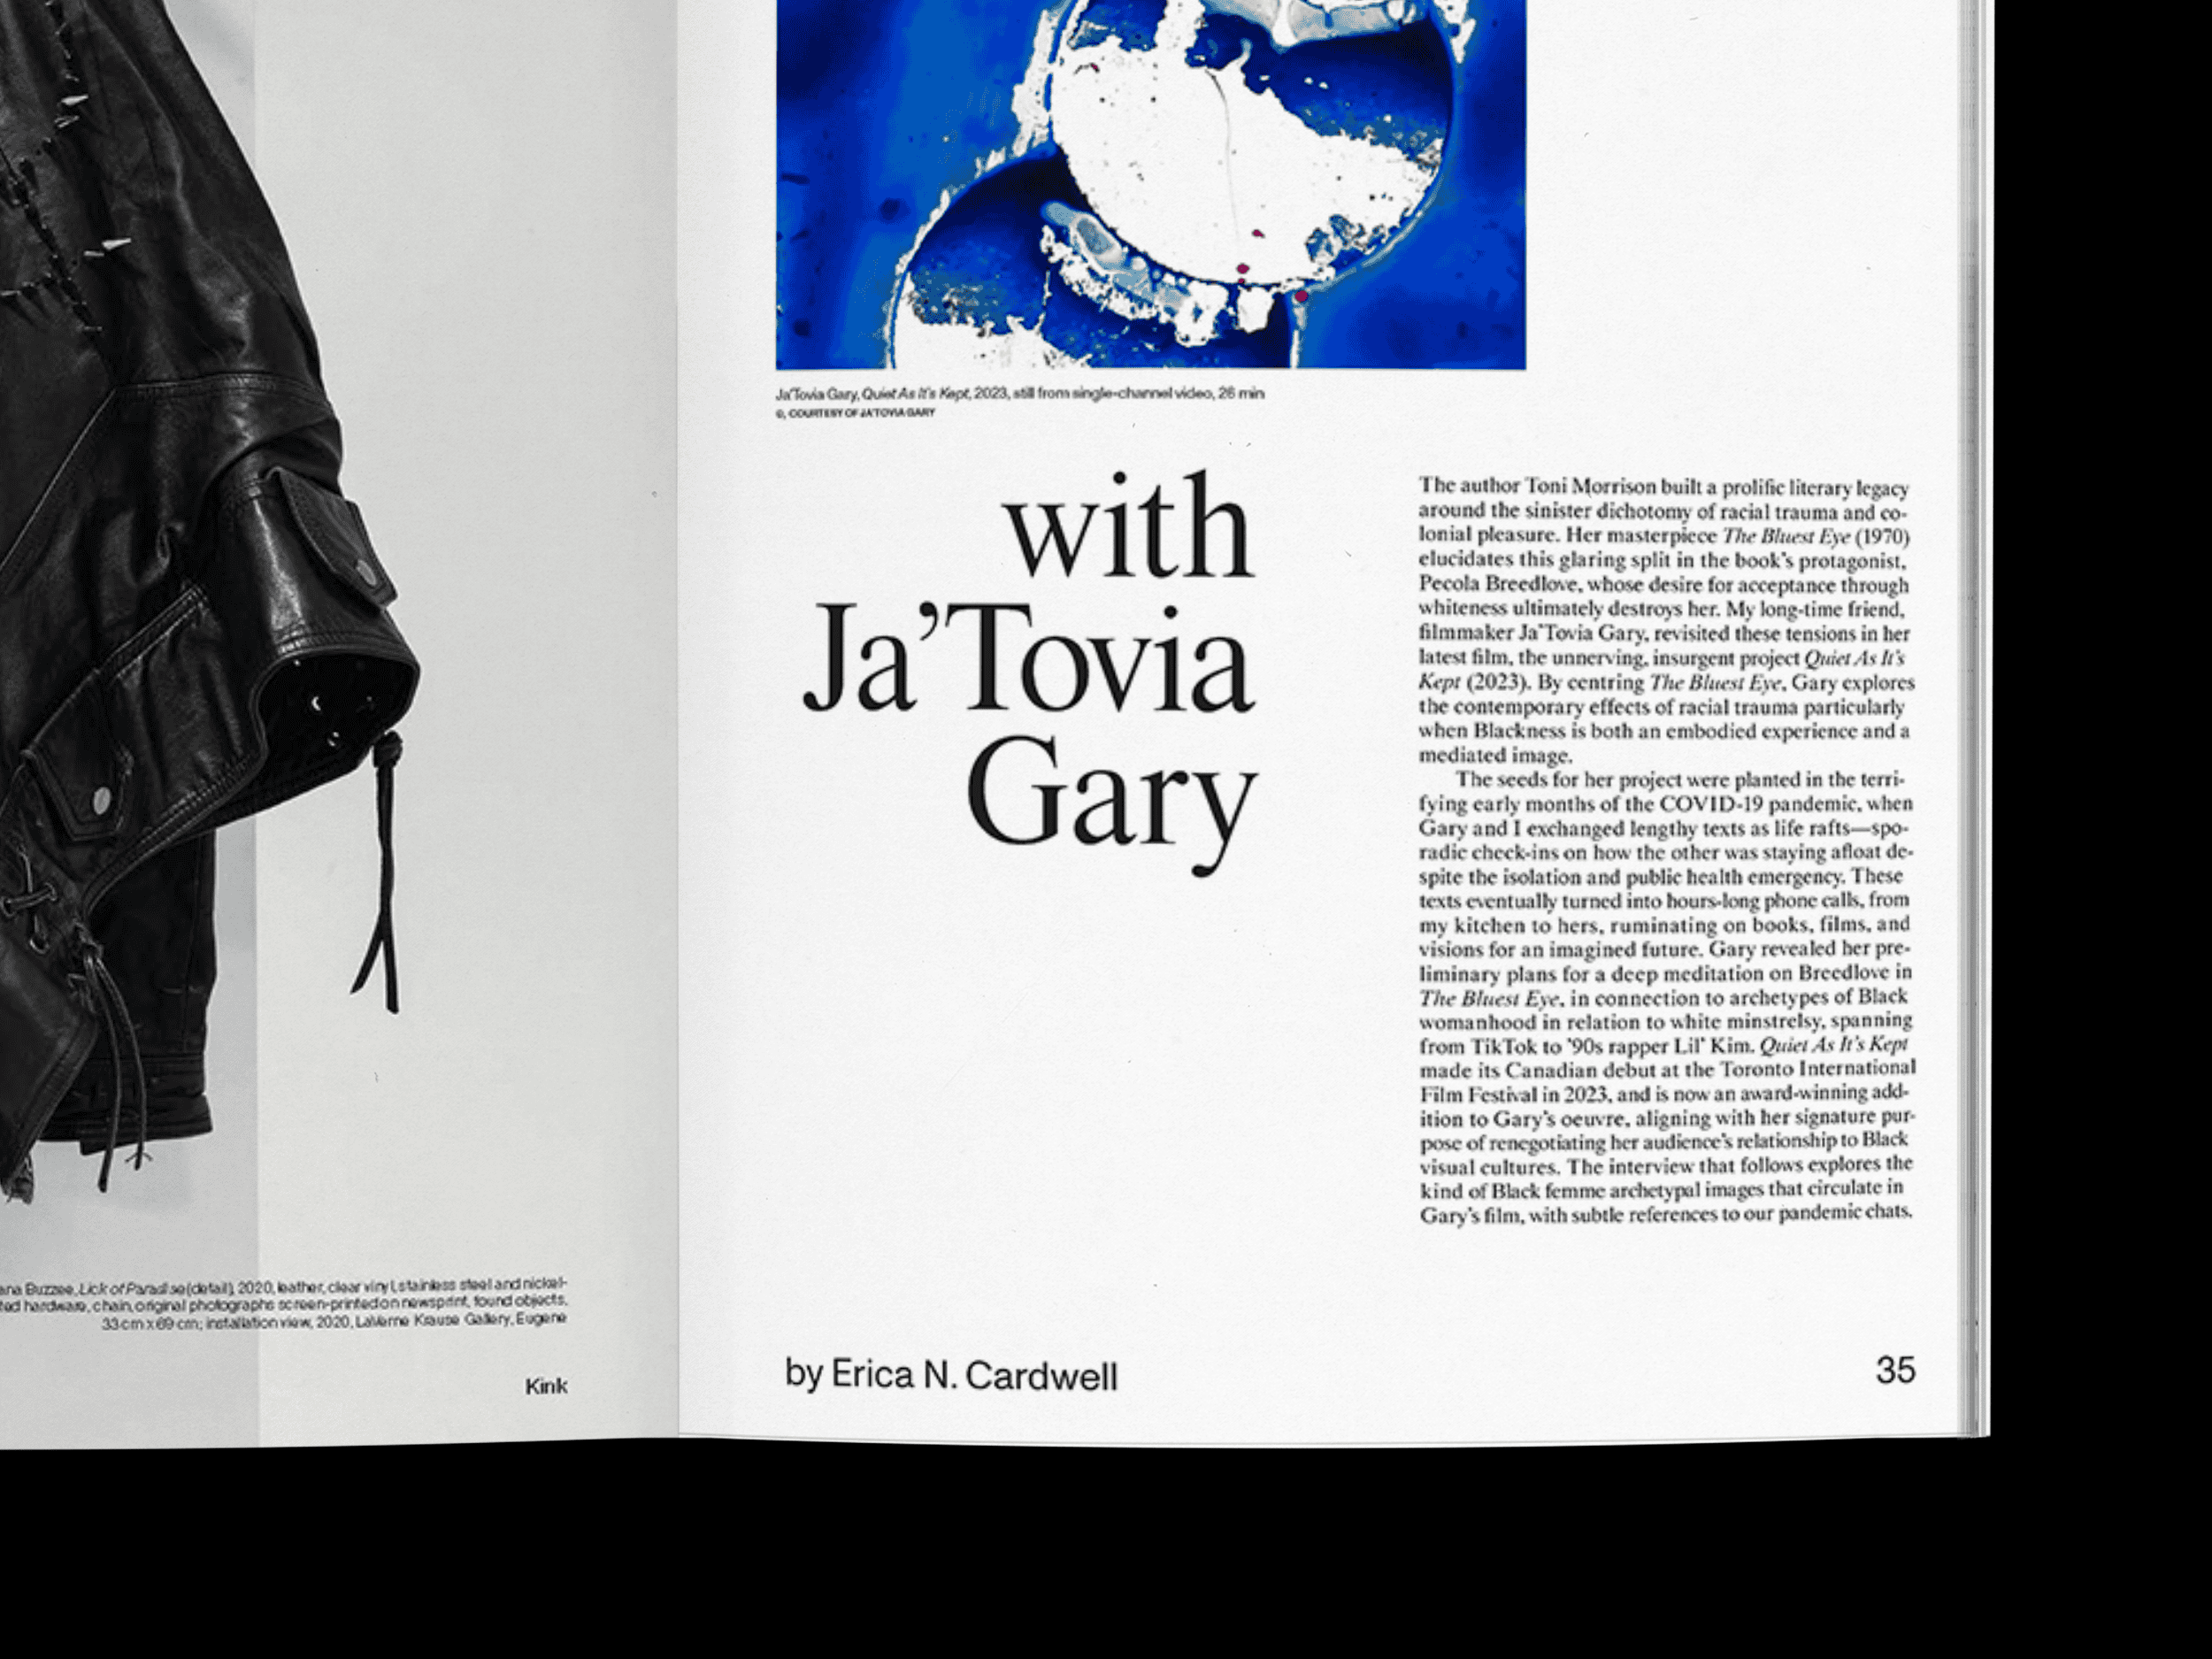 Buzzee, Lick of Paradise (detail), 2020, leather, clear vinyl, stainless steel and nickel-
hardware, chain, original photographs screen-printed on newsprint, found objects,
33 cm x 69 cm; installation view, 2020, LaVerne Krause Gallery, Eugene
Kink
Ja'Tovia Gary, Quiet As It's Kept, 2023, still from single-channel video, 26 min
©, COURTESY OF JA'TOVIA GARY
with
Ja’Tovia
Gary
The author Toni Morrison built a prolific literary legacy
around the sinister dichotomy of racial trauma and co-
lonial pleasure. Her masterpiece The Bluest Eye (1970)
elucidates this glaring split in the book’s protagonist,
Pecola Breedlove, whose desire for acceptance through
whiteness ultimately destroys her. My long-time friend,
filmmaker Ja’Tovia Gary, revisited these tensions in her
latest film, the unnerving, insurgent project Quiet As It’s
Kept (2023). By centring The Bluest Eye, Gary explores
the contemporary effects of racial trauma particularly
when Blackness is both an embodied experience and a
mediated image.
The seeds for her project were planted in the terri-
fying early months of the COVID-19 pandemic, when
Gary and I exchanged lengthy texts as life rafts—spo-
radic check-ins on how the other was staying afloat de-
spite the isolation and public health emergency. These
texts eventually turned into hours-long phone calls, from
my kitchen to hers, ruminating on books, films, and
visions for an imagined future. Gary revealed her pre-
liminary plans for a deep meditation on Breedlove in
The Bluest Eye, in connection to archetypes of Black
womanhood in relation to white minstrelsy, spanning
from TikTok to ’90s rapper Lil’ Kim. Quiet As It’s Kept
made its Canadian debut at the Toronto International
Film Festival in 2023, and is now an award-winning add-
ition to Gary’s oeuvre, aligning with her signature pur-
pose of renegotiating her audience’s relationship to Black
visual cultures. The interview that follows explores the
kind of Black femme archetypal images that circulate in
Gary’s film, with subtle references to our pandemic chats.
by Erica N. Cardwell
35